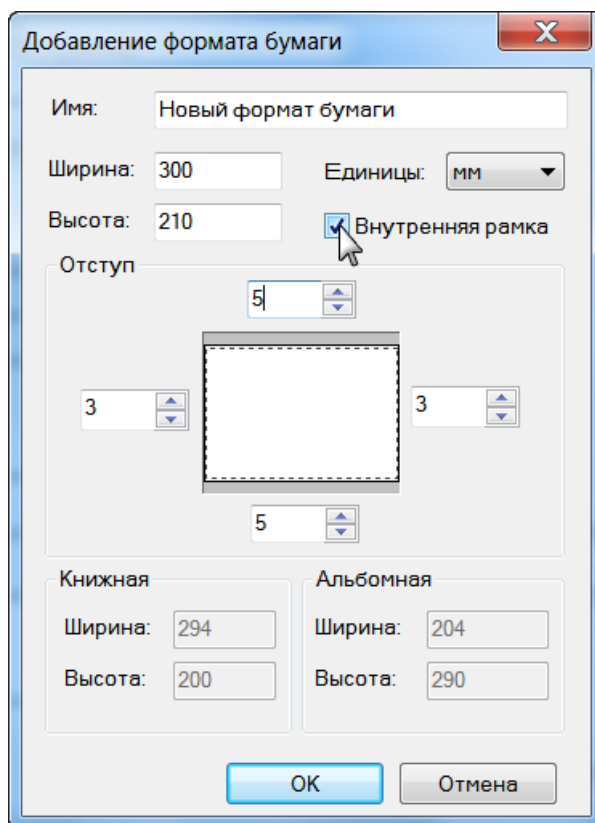 Добавление формата бумаги
Имя: Новый формат бумаги
Ширина: 300 Единицы: мм
Высота: 210 Внутренняя рамка
Отступ
5
3 3
5
Книжная Альбомная
Ширина: 294 Ширина: 204
Высота: 200 Высота: 290
OK Отмена